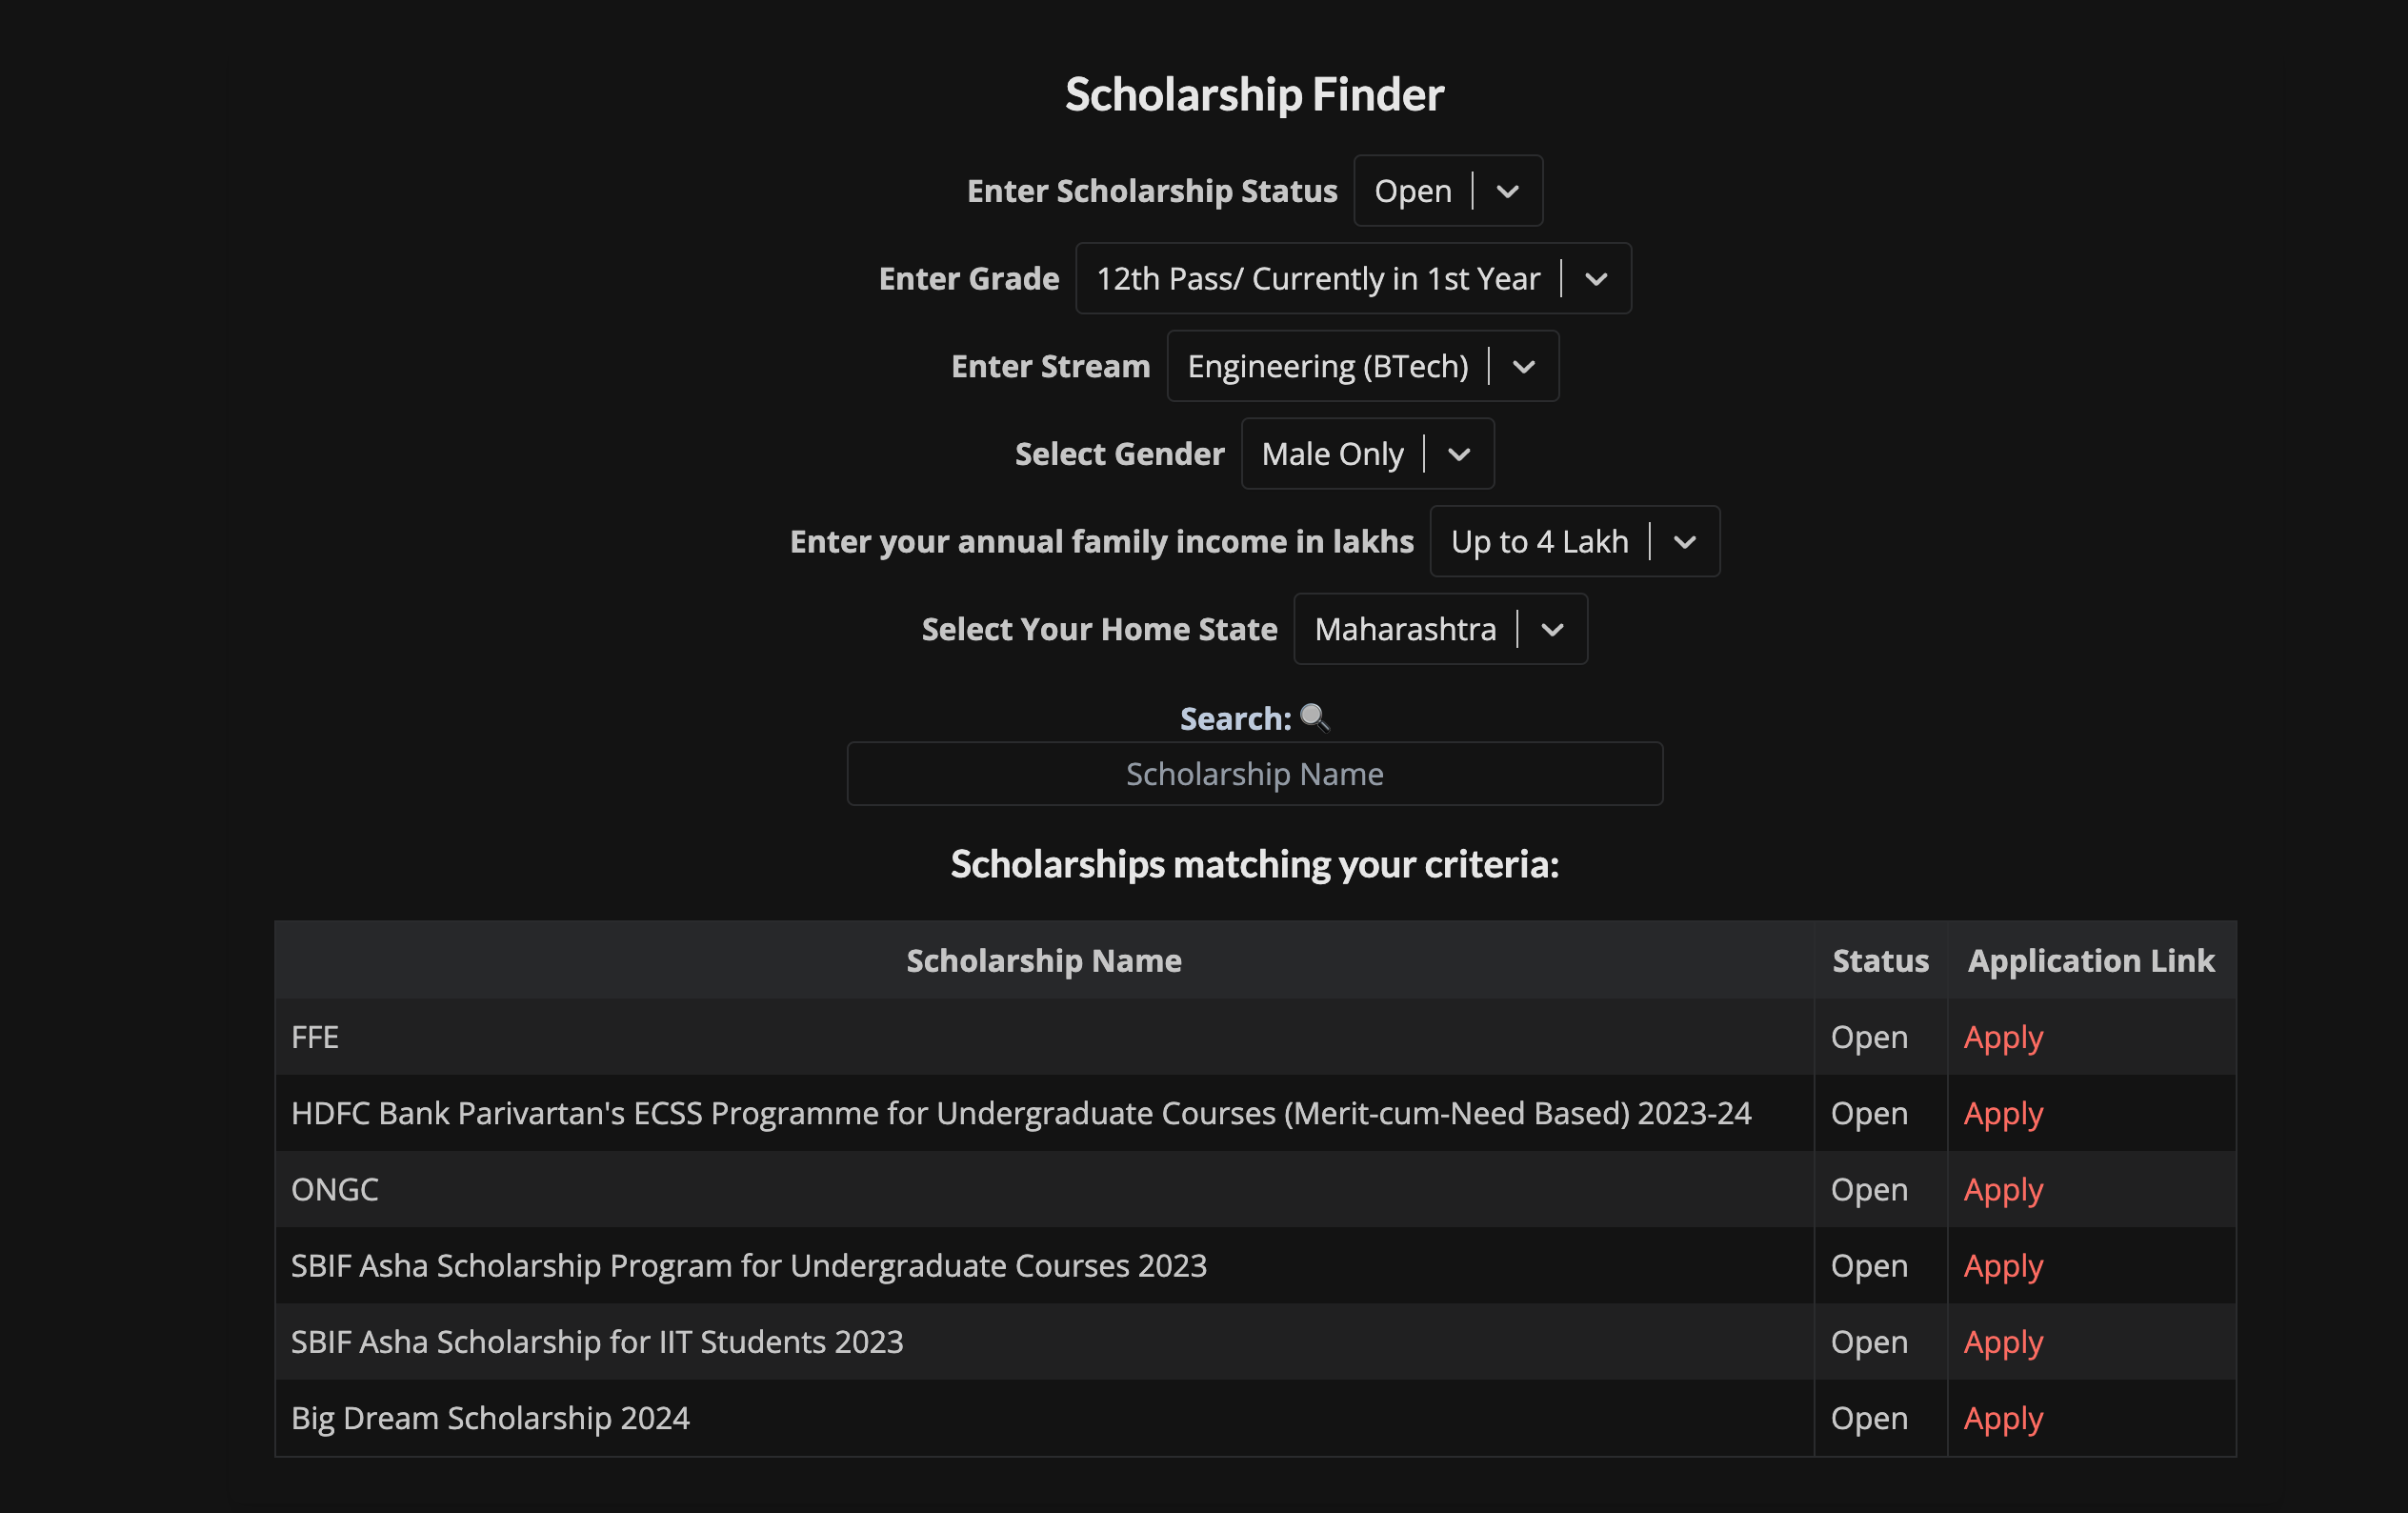 Scholarship Finder
Enter Scholarship Status Open
Enter Grade 12th Pass/ Currently in 1st Year
Enter Stream Engineering (BTech)
Select Gender Male Only
Enter your annual family income in lakhs Up to 4 Lakh
Select Your Home State Maharashtra
Search: 🔍
Scholarship Name
Scholarships matching your criteria:
Scholarship Name Status Application Link
FFE Open Apply
HDFC Bank Parivartan's ECSS Programme for Undergraduate Courses (Merit-cum-Need Based) 2023-24 Open Apply
ONGC Open Apply
SBIF Asha Scholarship Program for Undergraduate Courses 2023 Open Apply
SBIF Asha Scholarship for IIT Students 2023 Open Apply
Big Dream Scholarship 2024 Open Apply